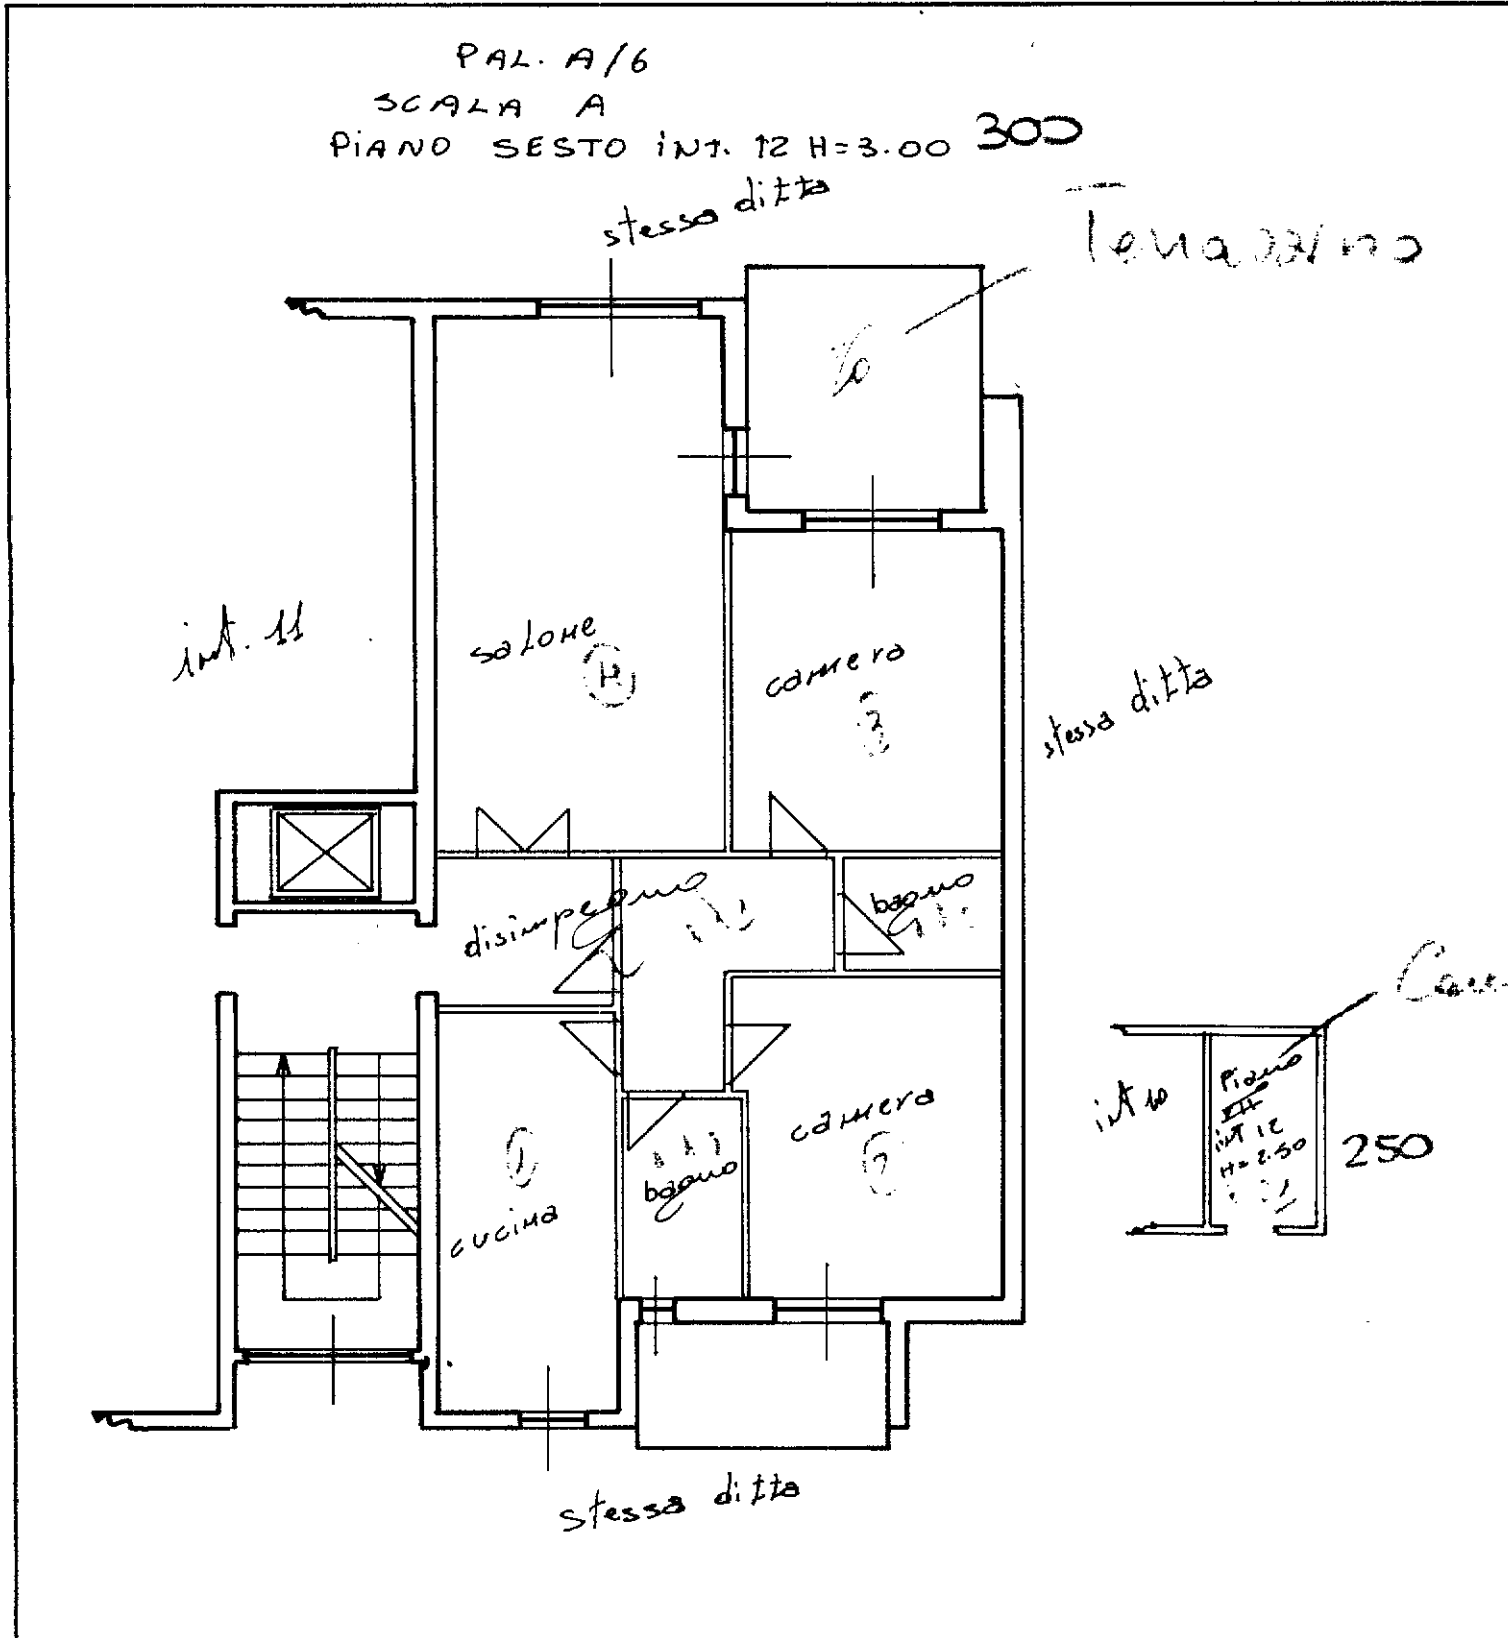 PAL. A/6
SCALA A
PiANO SESTO iNT. 12 H=3.00 300
stessa ditta
Terrazzino
salone
camera
3
int. 11
stessa ditta
disimpegno
bagno
camera
bagno
cucina
int 10
Piano
int 12
H=2.50
250
stessa ditta